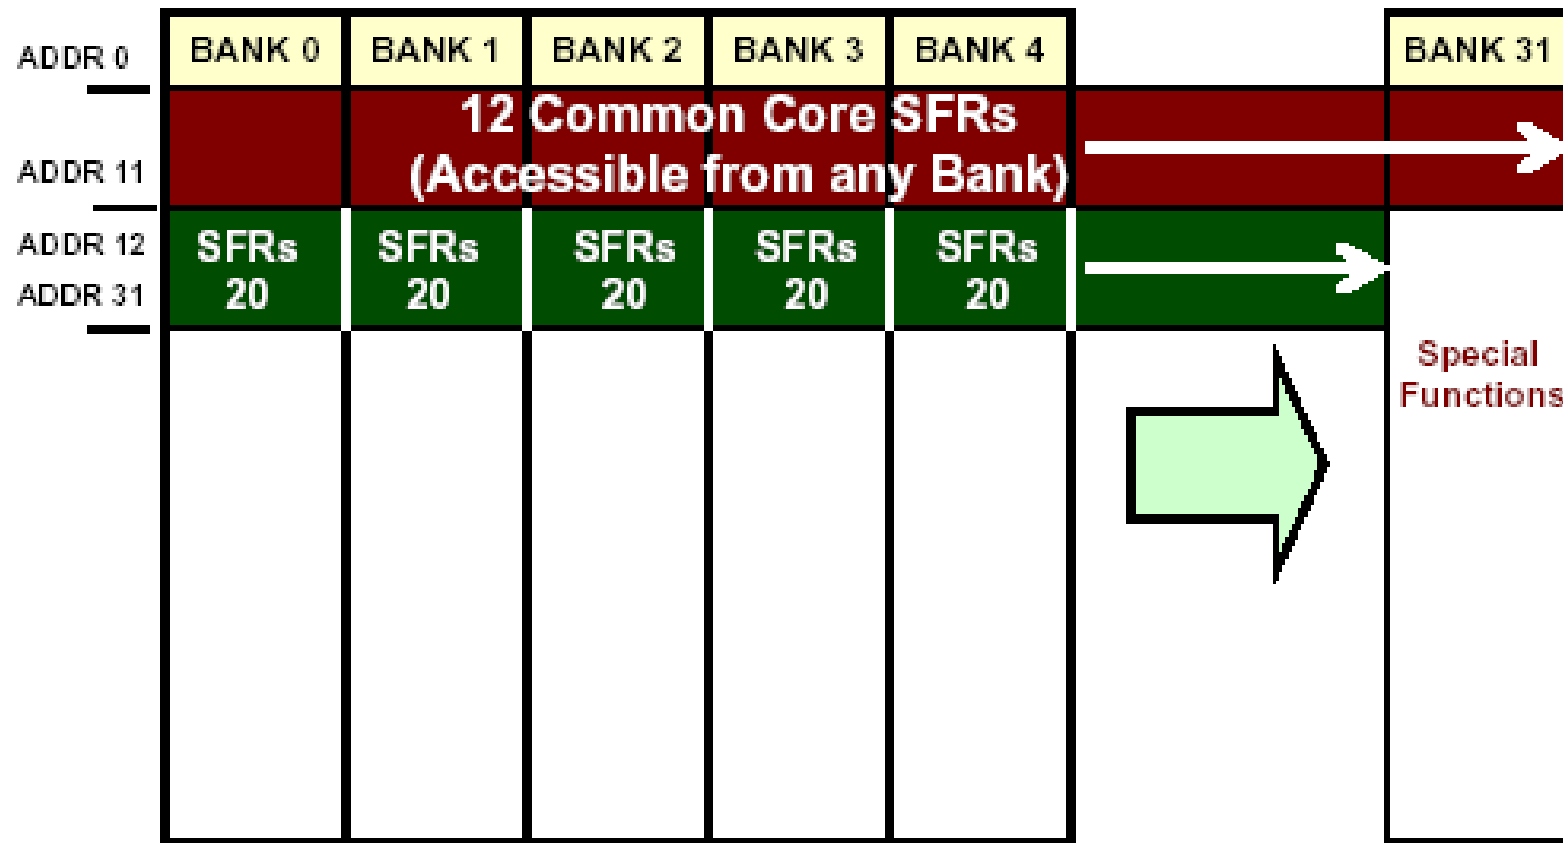 ADDR 0
BANK 0
BANK 1
BANK 2
BANK 3
BANK 4
BANK 31
12 Common Core SFRs
(Accessible from any Bank)
ADDR 11
ADDR 12
ADDR 31
SFRs
20
SFRs
20
SFRs
20
SFRs
20
SFRs
20
Special
Functions